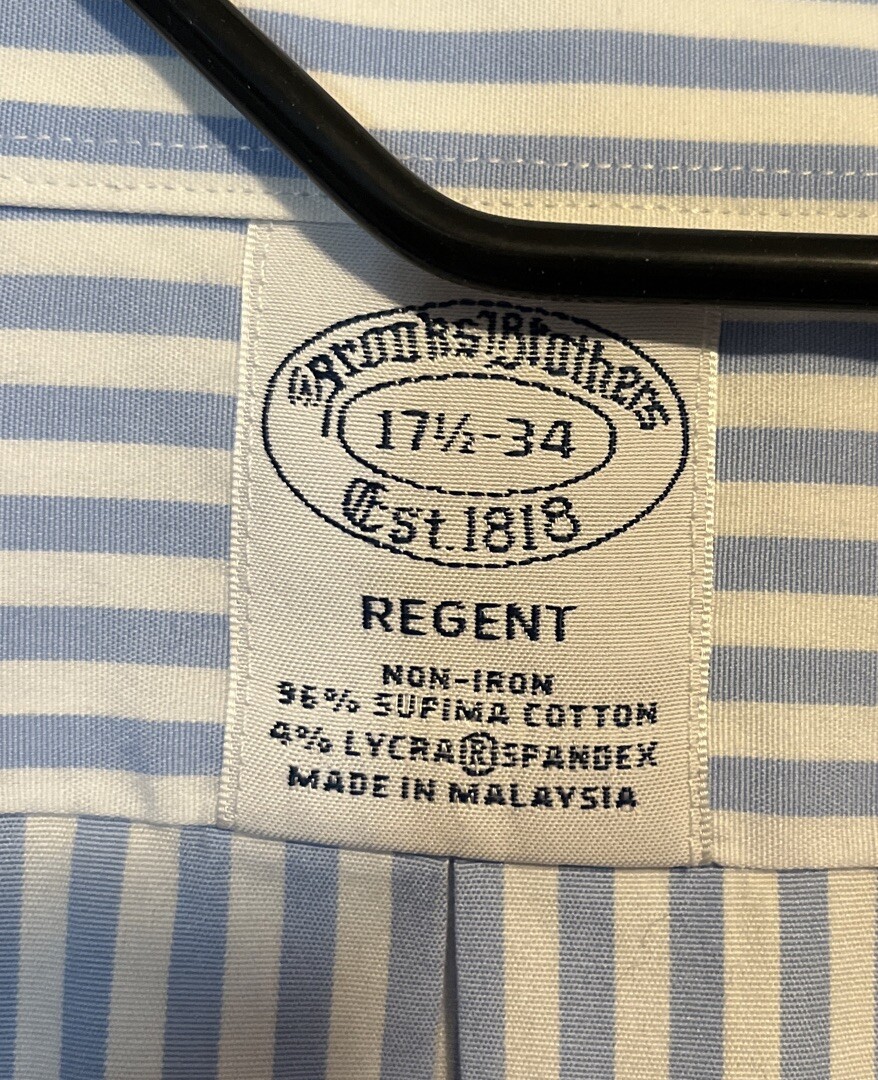 Brooks Brothers
17½-34
Est. 1818
REGENT
NON-IRON
96% SUPIMA COTTON
4% LYCRA® SPANDEX
MADE IN MALAYSIA